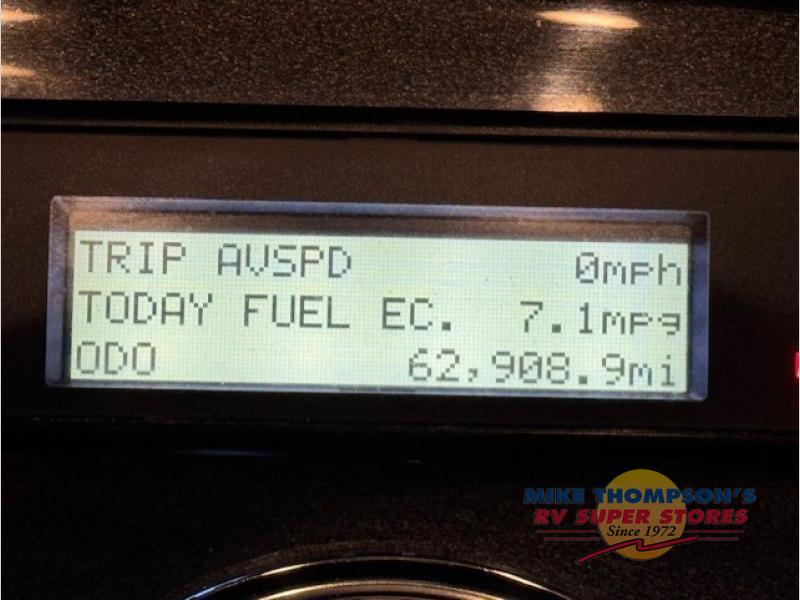 TRIP AVSPD 0mph
TODAY FUEL EC. 7.1mpg
ODO 62,908.9mi
MIKE THOMPSON'S
RV SUPER STORES
Since 1972